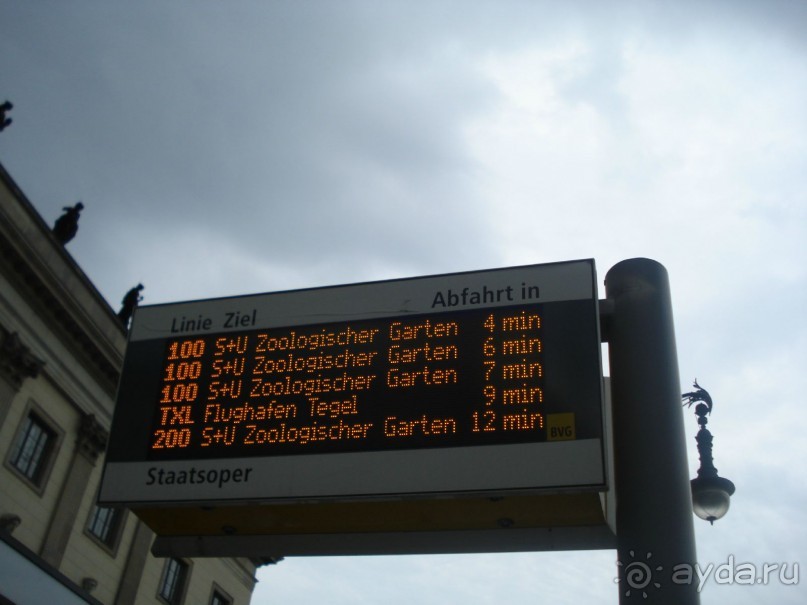 Linie Ziel Abfahrt in
100 S+U Zoologischer Garten 4 min
100 S+U Zoologischer Garten 6 min
100 S+U Zoologischer Garten 7 min
TXL Flughafen Tegel 9 min
200 S+U Zoologischer Garten 12 min
BVG
Staatsoper
ayda.ru